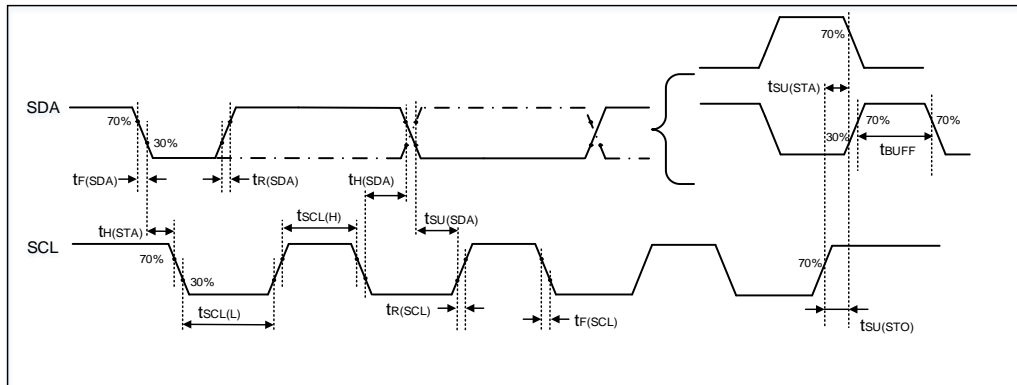 70%
tSU(STA)
SDA
70%
30%
30%
70%
70%
tBUFF
tF(SDA)
tR(SDA)
tH(SDA)
tH(STA)
tSCL(H)
tSU(SDA)
SCL
70%
30%
70%
tSCL(L)
tR(SCL)
tF(SCL)
tSU(STO)